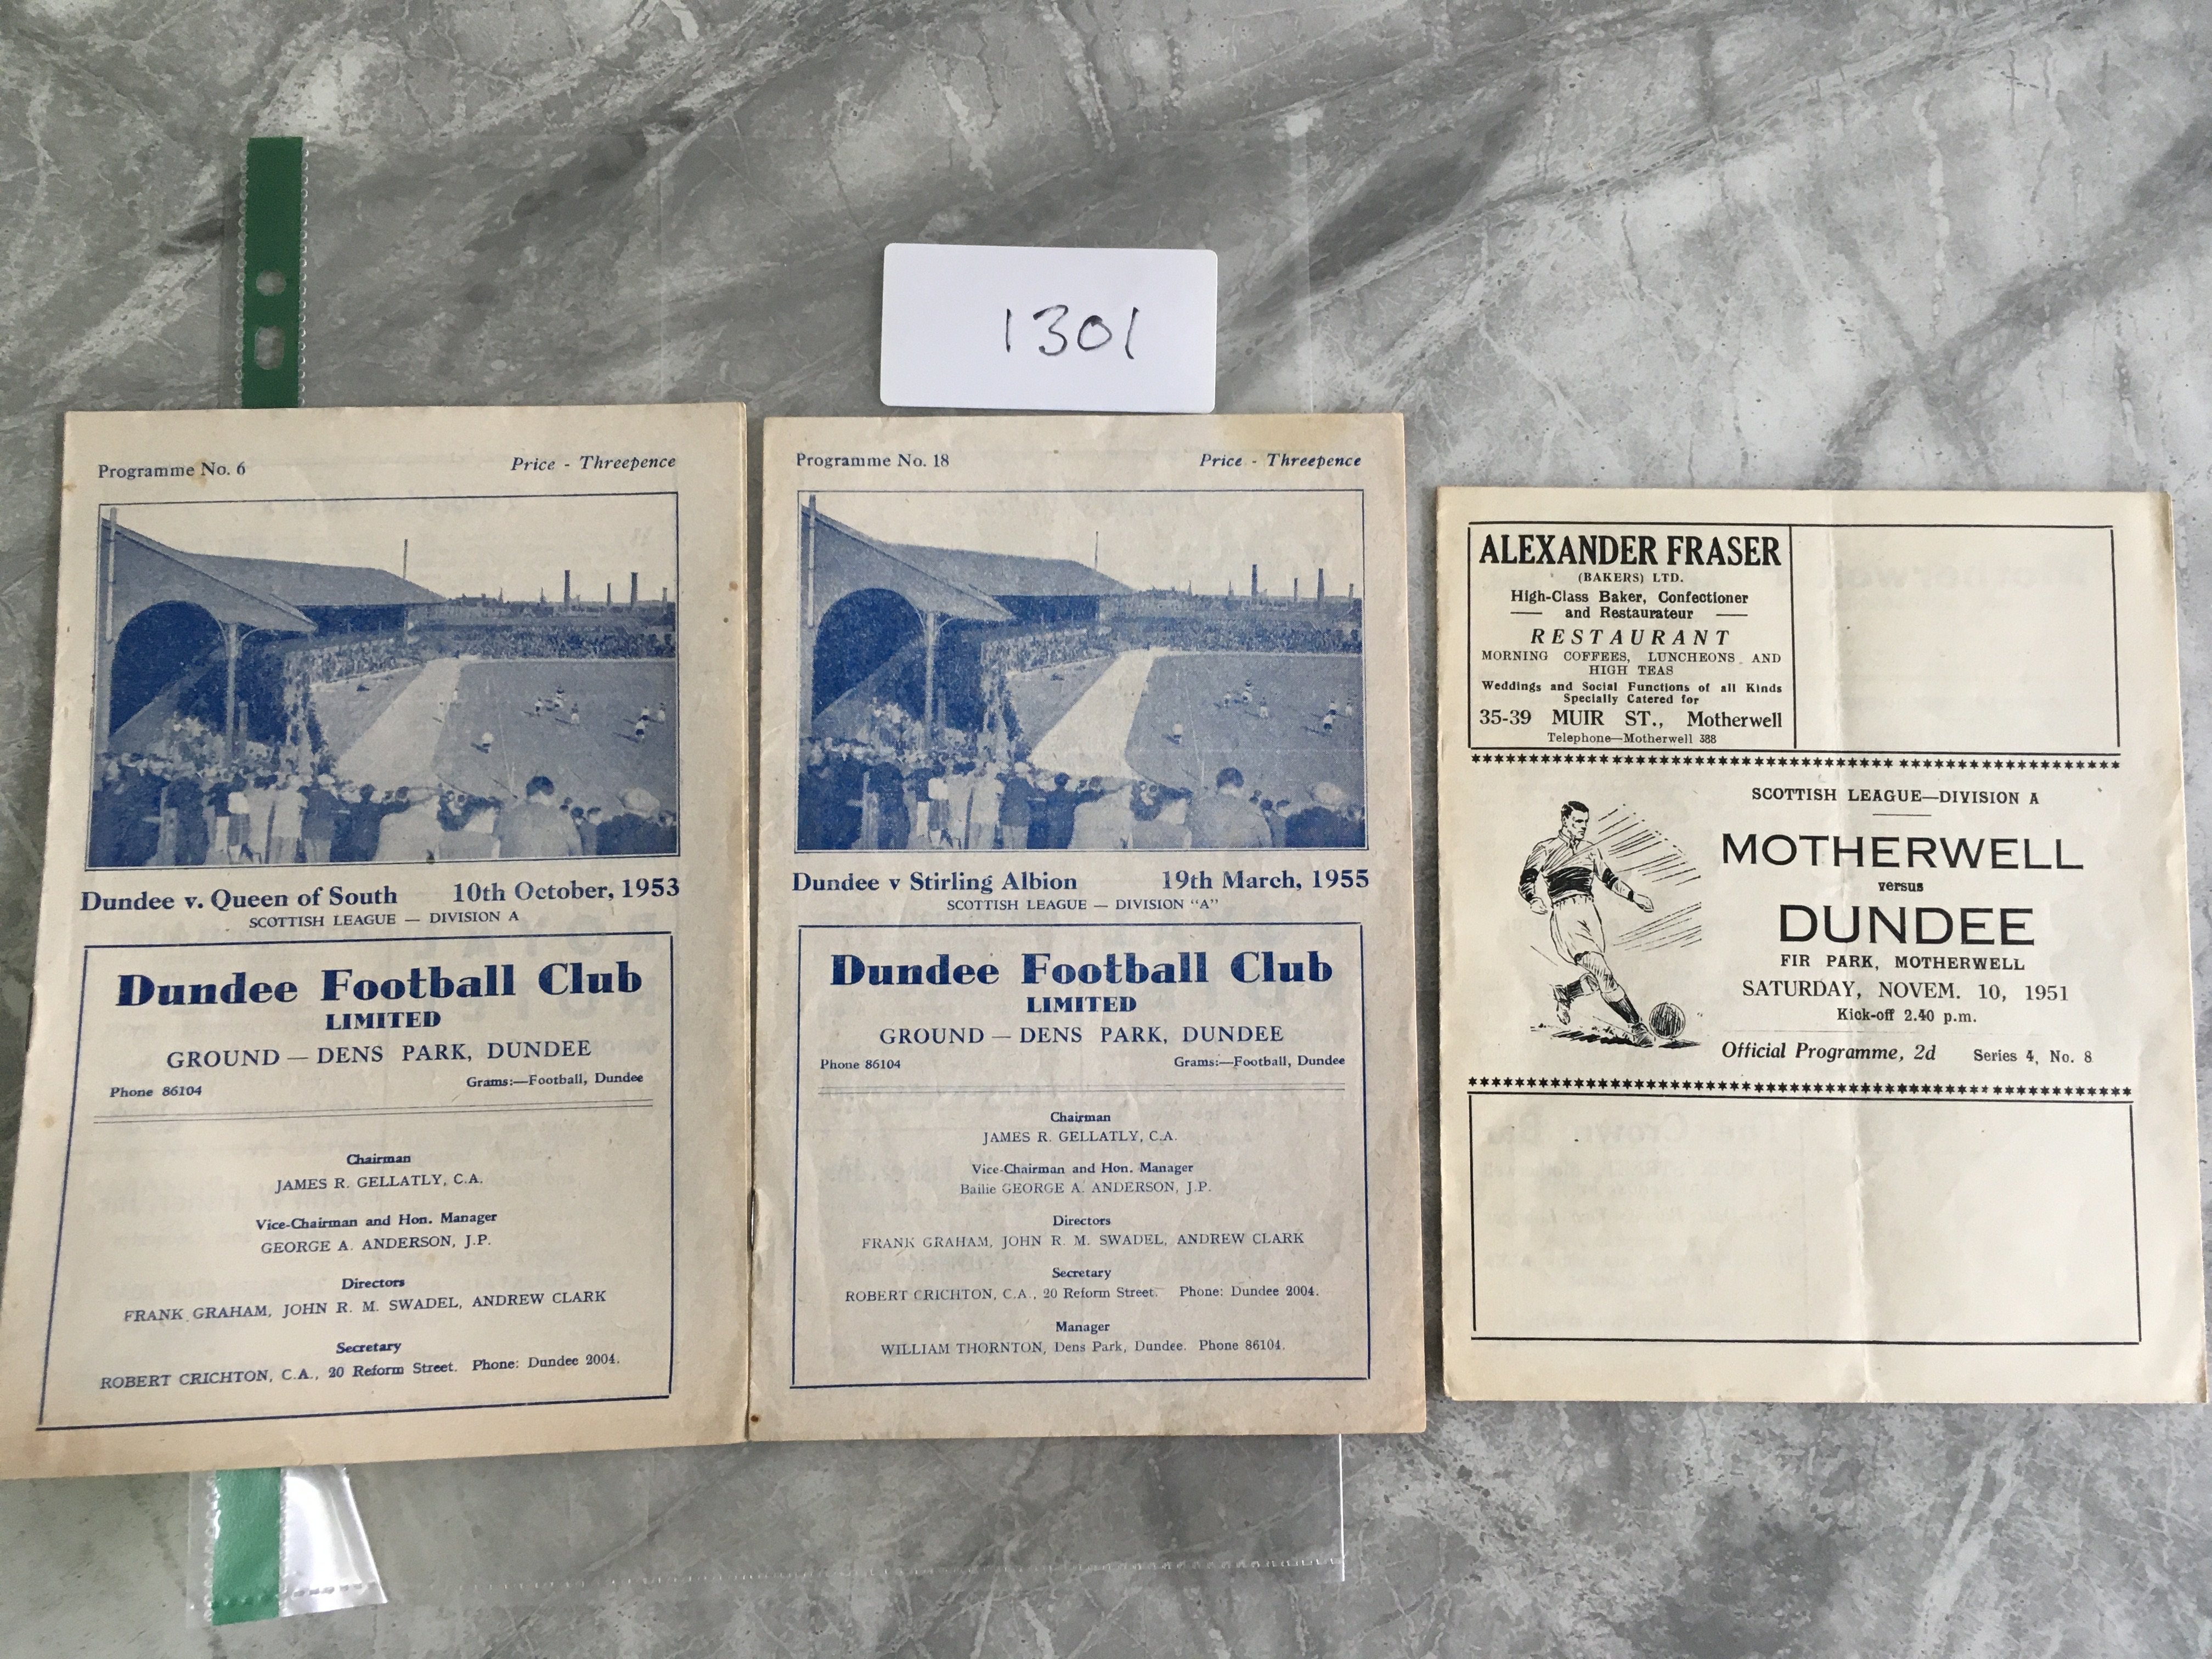 1301
Programme No. 6
Price - Threepence
Dundee v. Queen of South 10th October, 1953
SCOTTISH LEAGUE — DIVISION A
Dundee Football Club
LIMITED
GROUND — DENS PARK, DUNDEE
Phone 86104
Grams:—Football, Dundee
Chairman
JAMES R. GELLATLY, C.A.
Vice-Chairman and Hon. Manager
GEORGE A. ANDERSON, J.P.
Directors
FRANK GRAHAM, JOHN R. M. SWADEL, ANDREW CLARK
Secretary
ROBERT CRICHTON, C.A., 20 Reform Street. Phone: Dundee 2004.
Programme No. 18
Price - Threepence
Dundee v Stirling Albion 19th March, 1955
SCOTTISH LEAGUE — DIVISION "A"
Dundee Football Club
LIMITED
GROUND — DENS PARK, DUNDEE
Phone 86104
Grams:—Football, Dundee
Chairman
JAMES R. GELLATLY, C.A.
Vice-Chairman and Hon. Manager
Bailie GEORGE A. ANDERSON, J.P.
Directors
FRANK GRAHAM, JOHN R. M. SWADEL, ANDREW CLARK
Secretary
ROBERT CRICHTON, C.A., 20 Reform Street. Phone: Dundee 2004.
Manager
WILLIAM THORNTON, Dens Park, Dundee. Phone 86104.
ALEXANDER FRASER
(BAKERS) LTD.
High-Class Baker, Confectioner
— and Restaurateur —
RESTAURANT
MORNING COFFEES, LUNCHEONS AND
HIGH TEAS
Weddings and Social Functions of all Kinds
Specially Catered for
35-39 MUIR ST., Motherwell
Telephone—Motherwell 388
SCOTTISH LEAGUE—DIVISION A
MOTHERWELL
versus
DUNDEE
FIR PARK, MOTHERWELL
SATURDAY, NOVEM. 10, 1951
Kick-off 2.40 p.m.
Official Programme, 2d Series 4, No. 8